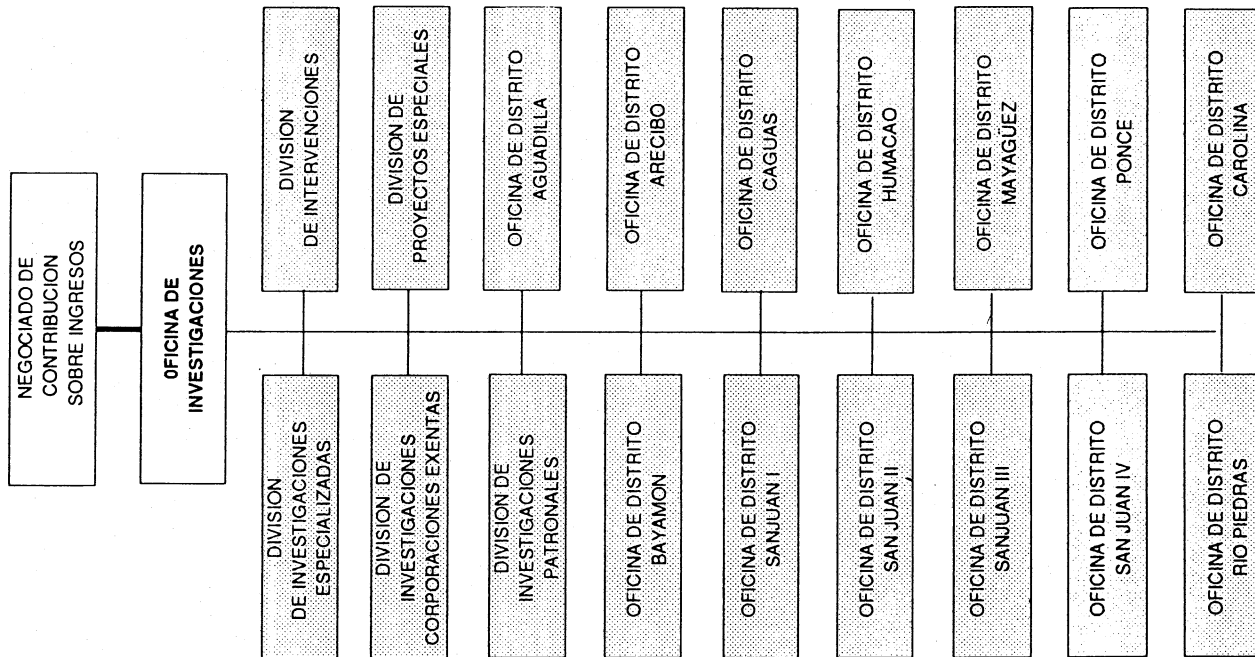 NEGOCIADO DE
CONTRIBUCION
SOBRE INGRESOS
0FICINA DE
INVESTIGACIONES
DIVISION
DE INVESTIGACIONES
ESPECIALIZADAS
DIVISION
DE INTERVENCIONES
DIVISION DE
INVESTIGACIONES
CORPORACIONES EXENTAS
DIVISION DE
PROYECTOS ESPECIALES
DIVISION DE
INVESTIGACIONES
PATRONALES
OFICINA DE DISTRITO
AGUADILLA
OFICINA DE DISTRITO
BAYAMON
OFICINA DE DISTRITO
ARECIBO
OFICINA DE DISTRITO
SANJUAN I
OFICINA DE DISTRITO
CAGUAS
OFICINA DE DISTRITO
SAN JUAN II
OFICINA DE DISTRITO
HUMACAO
OFICINA DE DISTRITO
SANJUAN III
OFICINA DE DISTRITO
MAYAGÜEZ
OFICINA DE DISTRITO
SAN JUAN IV
OFICINA DE DISTRITO
PONCE
OFICINA DE DISTRITO
RIO PIEDRAS
OFICINA DE DISTRITO
CAROLINA